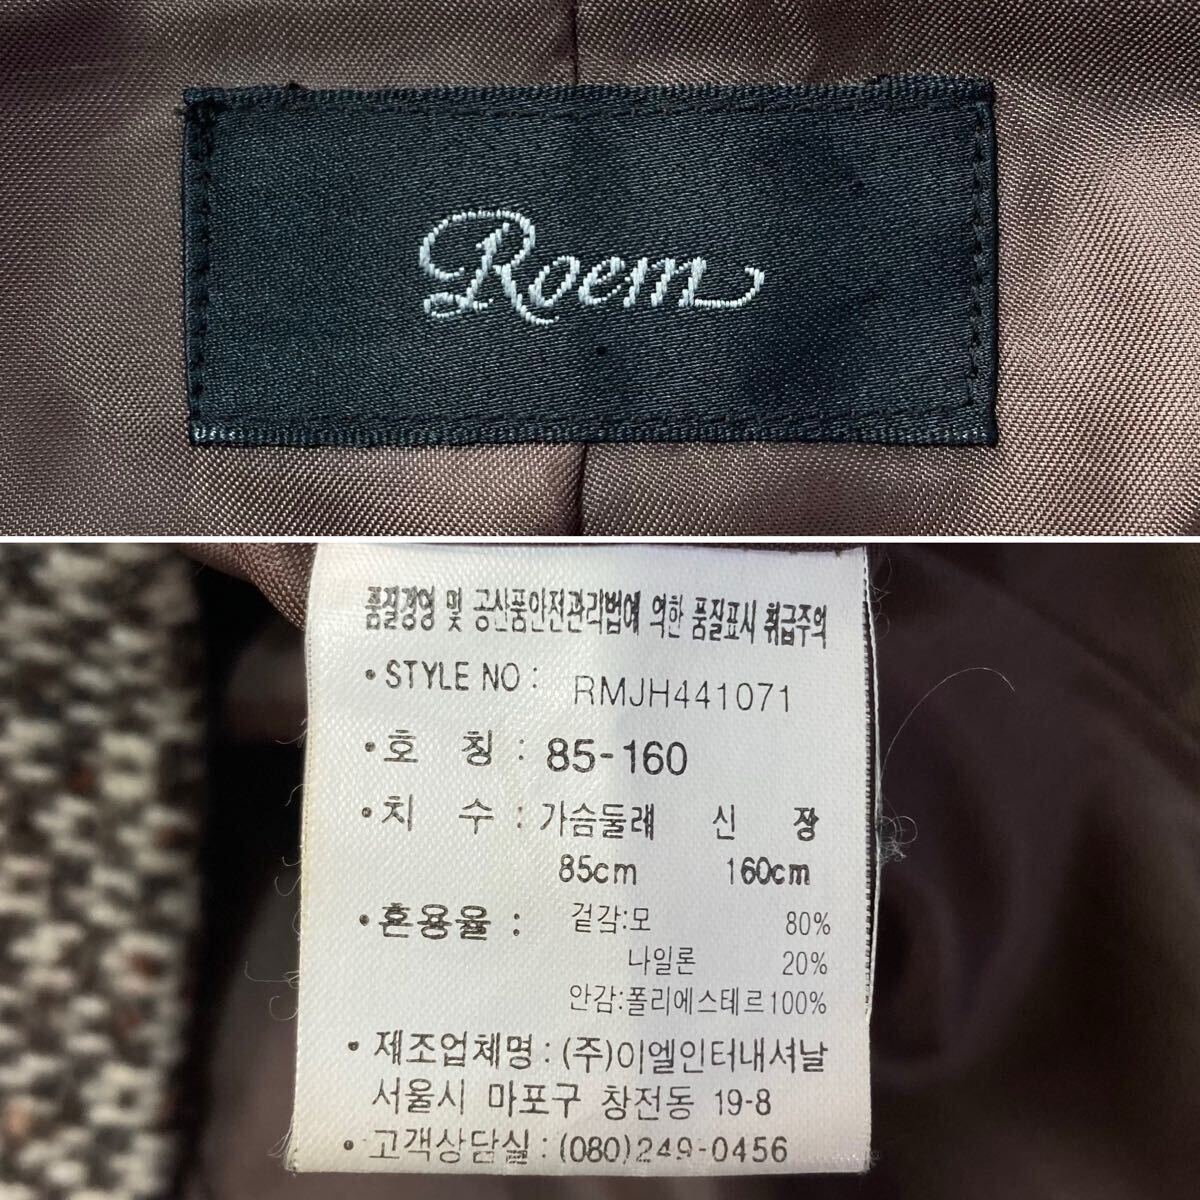 Roem
품질경영 및 공산품안전관리법에 의한 품질표시 취급주의
• STYLE NO : RMJH441071
• 호 칭 : 85-160
• 치 수 : 가슴둘레 신 장
85cm 160cm
• 혼용율 : 겉감:모 80%
나일론 20%
안감:폴리에스테르100%
• 제조업체명 : (주)이엘인터내셔날
서울시 마포구 창전동 19-8
• 고객상담실 : (080)249-0456